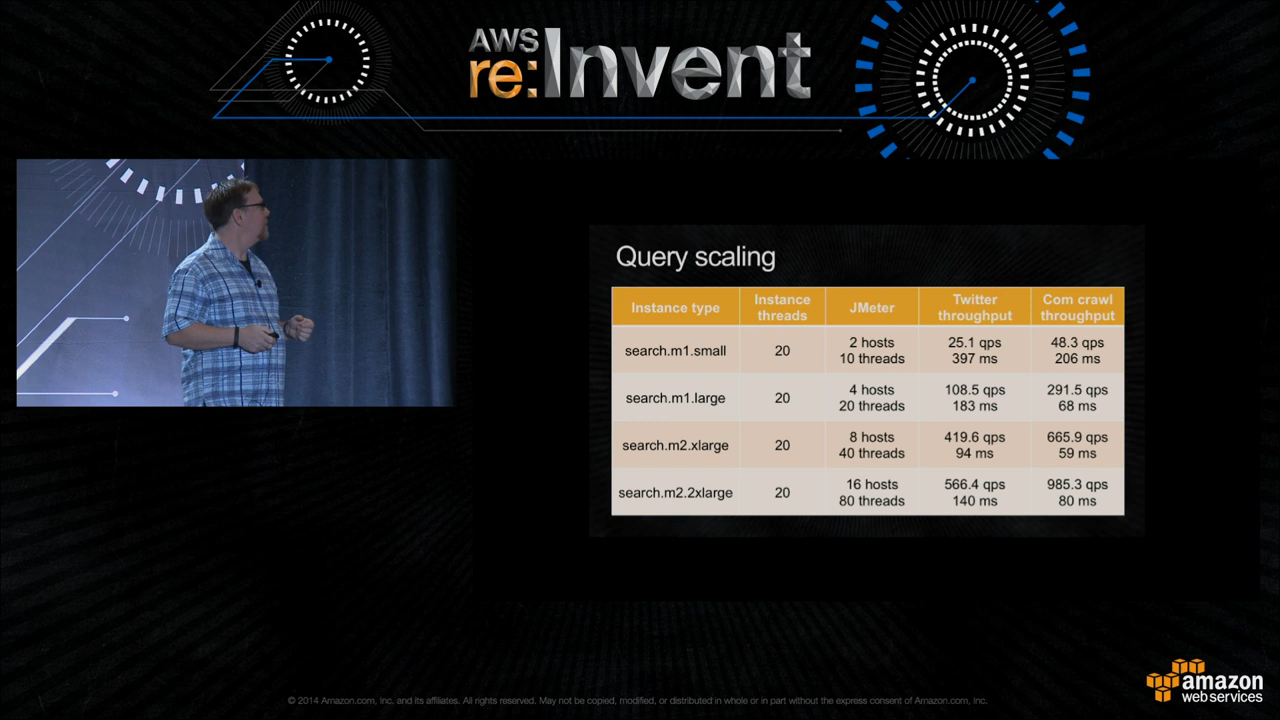 AWS
re:Invent
Query scaling
Instance type
Instance
threads
JMeter
Twitter
throughput
Com crawl
throughput
search.m1.small
20
2 hosts
10 threads
25.1 qps
397 ms
48.3 qps
206 ms
search.m1.large
20
4 hosts
20 threads
108.5 qps
183 ms
291.5 qps
68 ms
search.m2.xlarge
20
8 hosts
40 threads
419.6 qps
94 ms
665.9 qps
59 ms
search.m2.2xlarge
20
16 hosts
80 threads
566.4 qps
140 ms
985.3 qps
80 ms
© 2014 Amazon.com, Inc. and its affiliates. All rights reserved. May not be copied, modified, or distributed in whole or in part without the express consent of Amazon.com, Inc.
amazon
web services